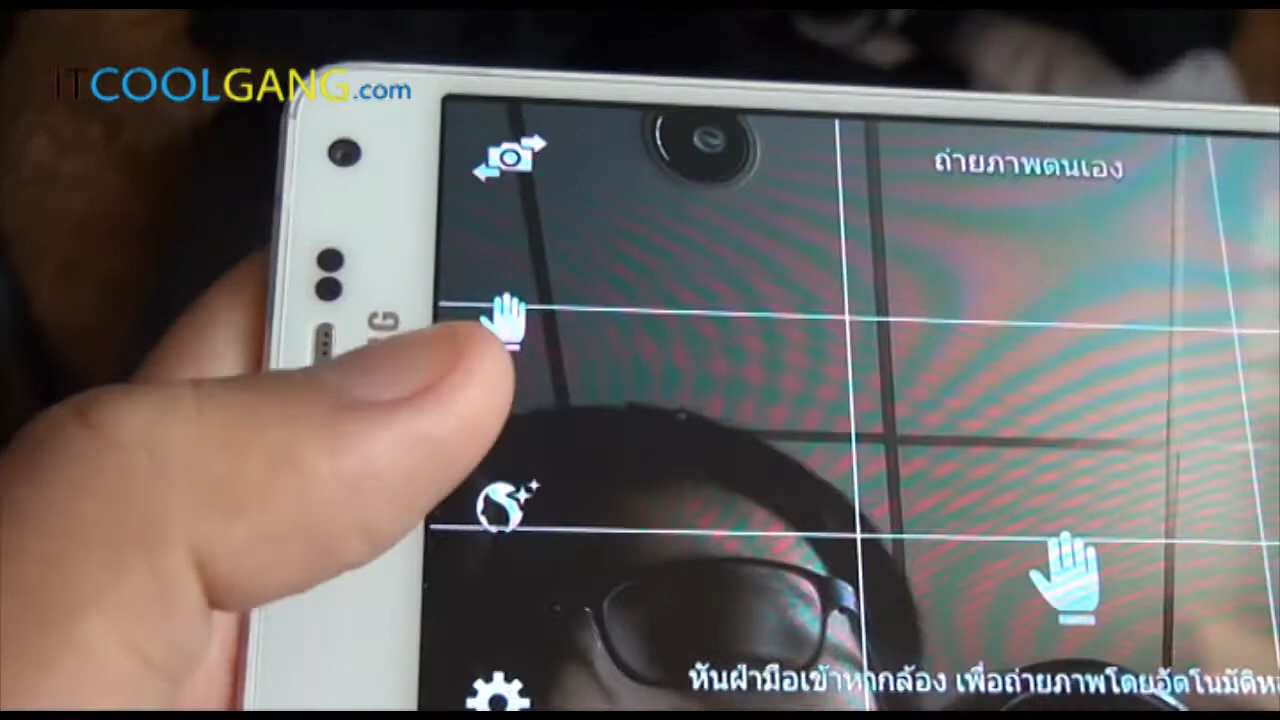 ITCOOLGANG.com
ถ่ายภาพตนเอง
หันฝ่ามือเข้าหากล้อง เพื่อถ่ายภาพโดยอัตโนมัติ